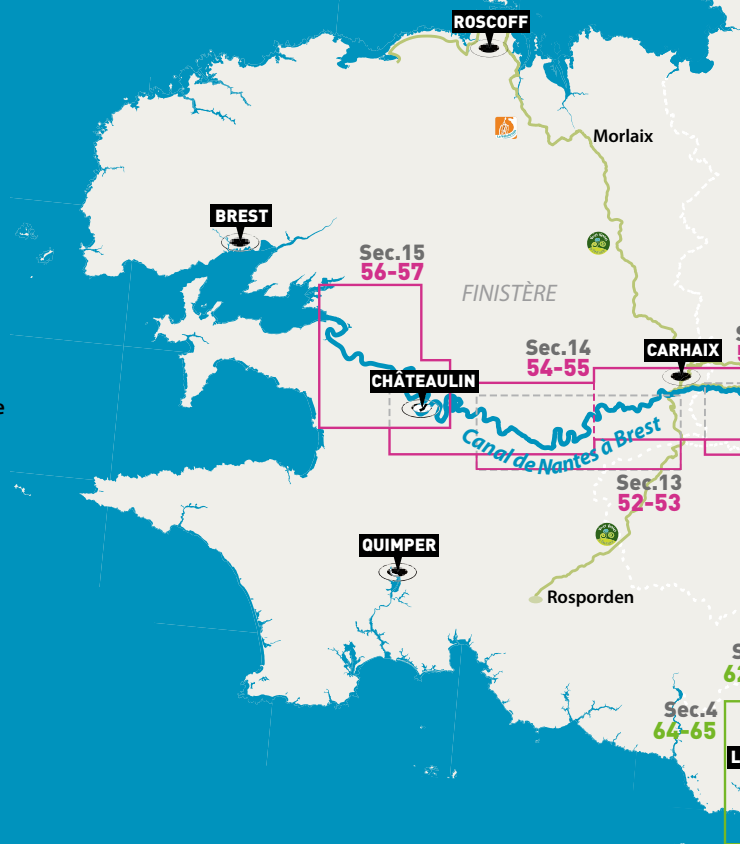 ROSCOFF
Morlaix
BREST
Sec.15
56-57
FINISTÈRE
Sec.14
54-55
CARHAIX
CHÂTEAULIN
Canal de Nantes à Brest
Sec.13
52-53
QUIMPER
Rosporden
Sec.4
64-65